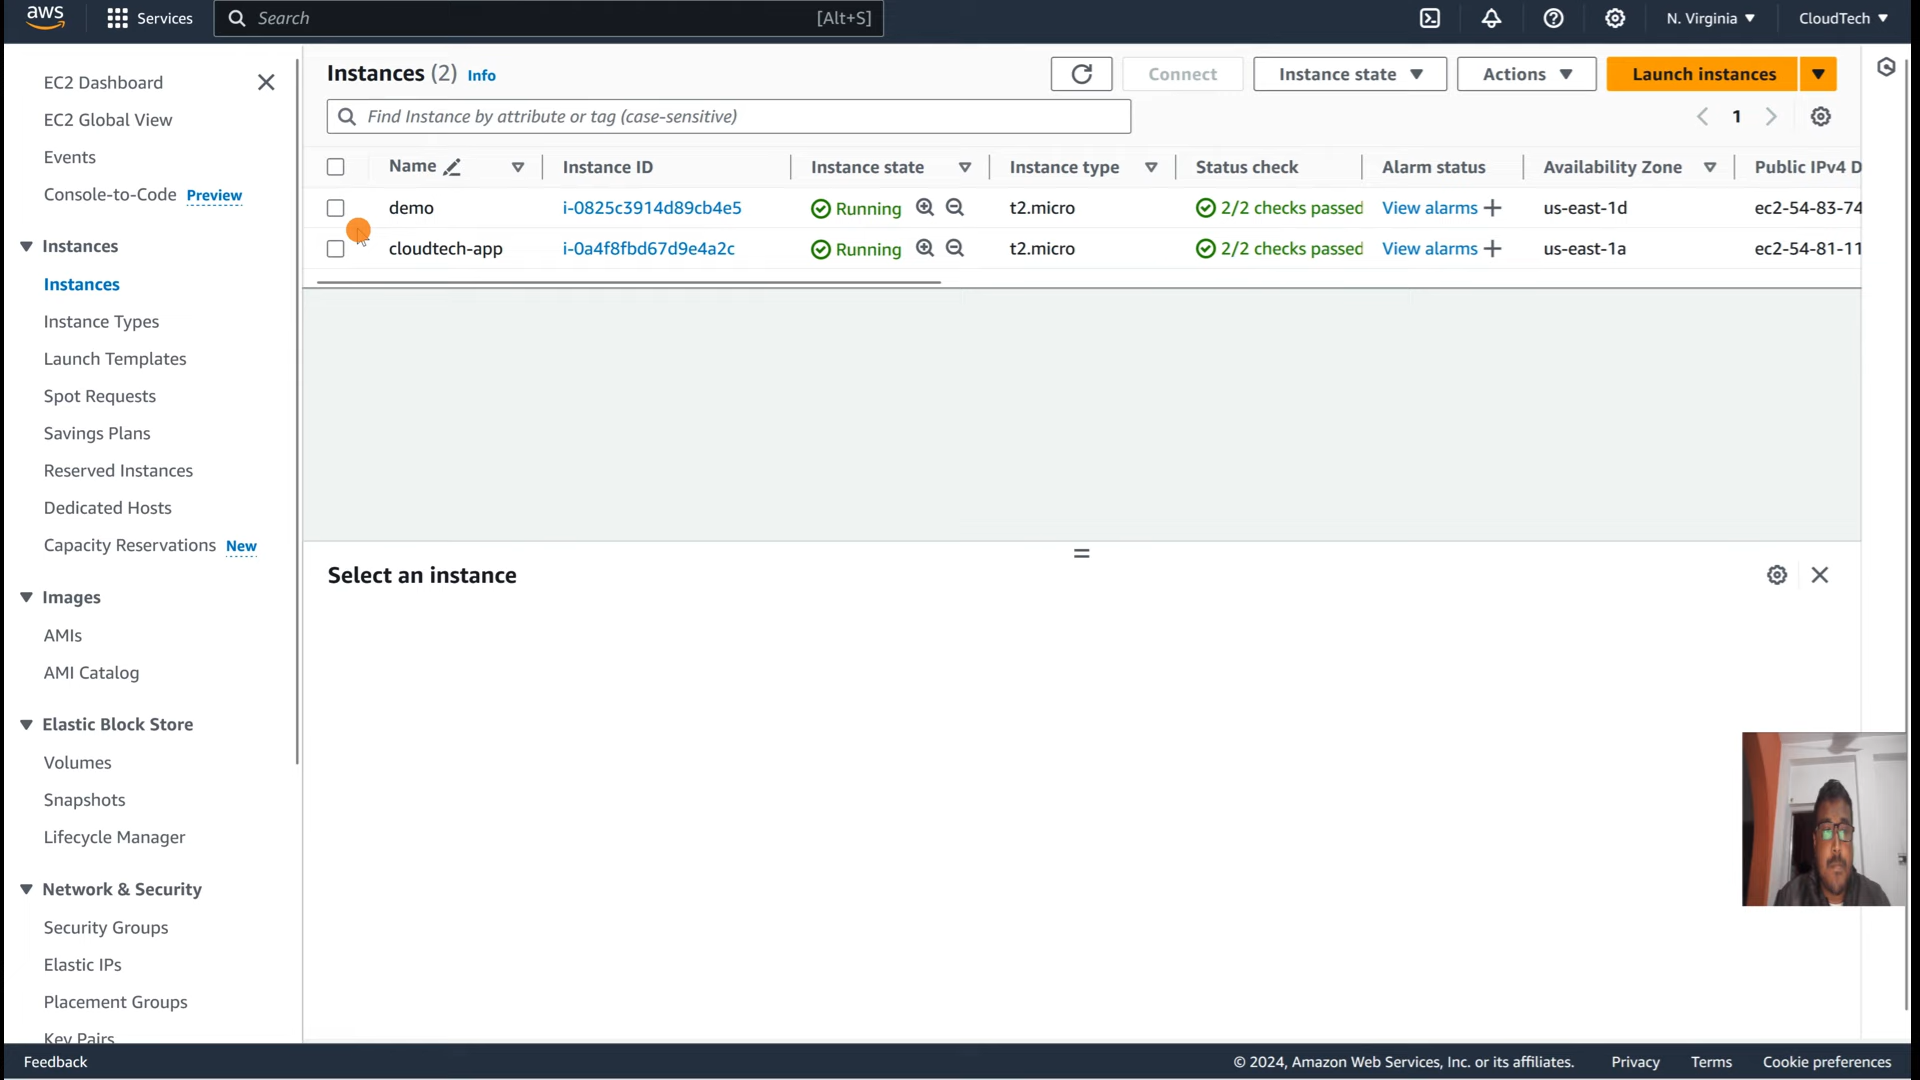 aws
Services
Search [Alt+S]
N. Virginia
CloudTech
EC2 Dashboard
EC2 Global View
Events
Console-to-Code Preview
Instances
Instances
Instance Types
Launch Templates
Spot Requests
Savings Plans
Reserved Instances
Dedicated Hosts
Capacity Reservations New
Images
AMIs
AMI Catalog
Elastic Block Store
Volumes
Snapshots
Lifecycle Manager
Network & Security
Security Groups
Elastic IPs
Placement Groups
Key Pairs
Instances (2) Info
Connect
Instance state
Actions
Launch instances
Find Instance by attribute or tag (case-sensitive)
1
Name Instance ID Instance state Instance type Status check Alarm status Availability Zone Public IPv4 D
demo i-0825c3914d89cb4e5 Running t2.micro 2/2 checks passed View alarms us-east-1d ec2-54-83-74
cloudtech-app i-0a4f8fbd67d9e4a2c Running t2.micro 2/2 checks passed View alarms us-east-1a ec2-54-81-11
Select an instance
Feedback
© 2024, Amazon Web Services, Inc. or its affiliates. Privacy Terms Cookie preferences